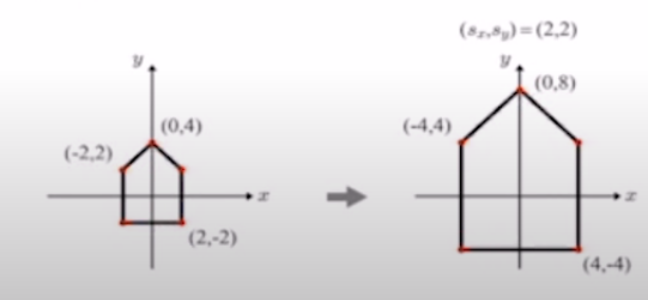 (sx,sy)=(2,2)
y
y
(0,8)
(0,4)
(-4,4)
(-2,2)
x
x
(2,-2)
(4,-4)